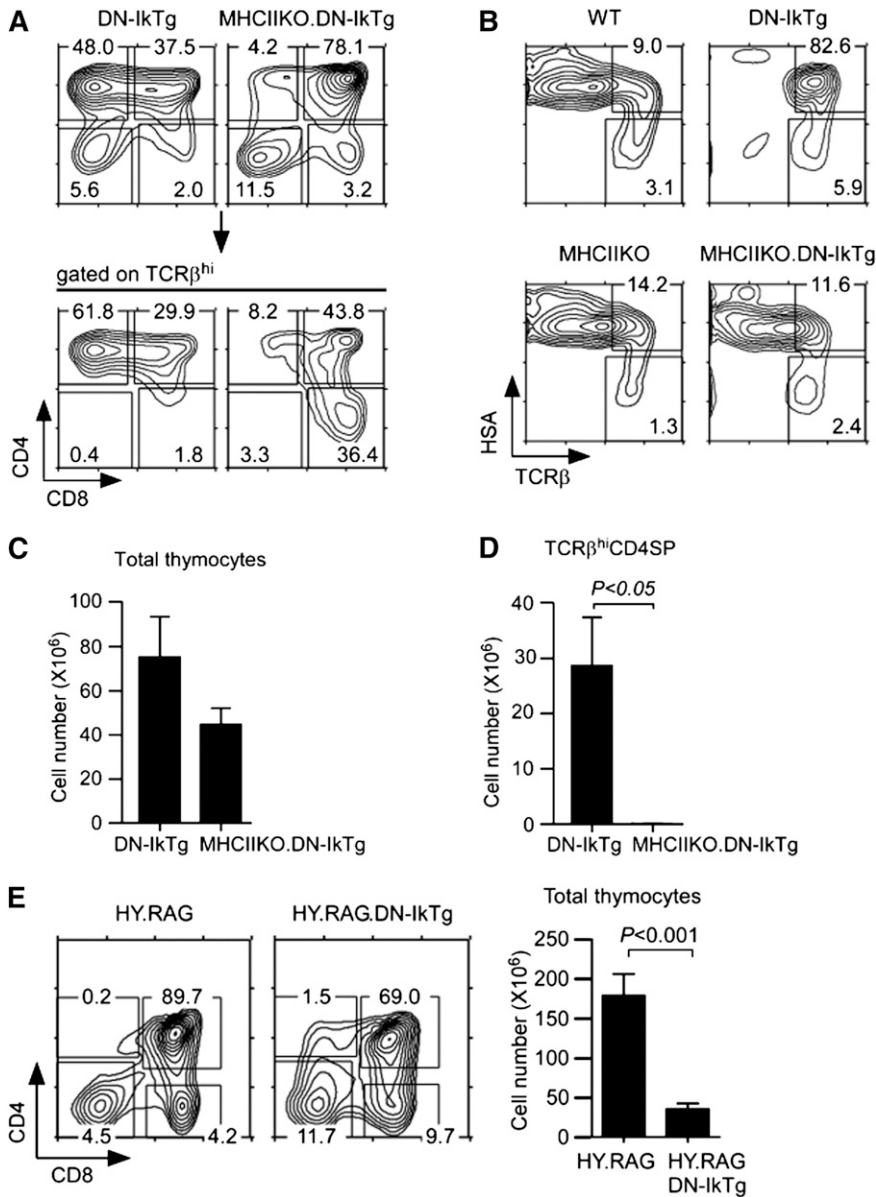 A
DN-IkTg MHCIIKO.DN-IkTg
48.0 37.5 4.2 78.1
5.6 2.0 11.5 3.2
gated on TCRβhi
61.8 29.9 8.2 43.8
0.4 1.8 3.3 36.4
CD4
CD8
B
WT DN-IkTg
9.0 82.6
3.1 5.9
MHCIIKO MHCIIKO.DN-IkTg
14.2 11.6
1.3 2.4
HSA
TCRβ
C
Total thymocytes
Cell number (X10⁶)
100
80
60
40
20
0
DN-IkTg MHCIIKO.DN-IkTg
D
TCRβhiCD4SP
P<0.05
Cell number (X10⁶)
40
30
20
10
0
DN-IkTg MHCIIKO.DN-IkTg
E
HY.RAG HY.RAG.DN-IkTg
0.2 89.7 1.5 69.0
4.5 4.2 11.7 9.7
CD4
CD8
Total thymocytes
P<0.001
Cell number (X10⁶)
250
200
150
100
50
0
HY.RAG HY.RAG
DN-IkTg